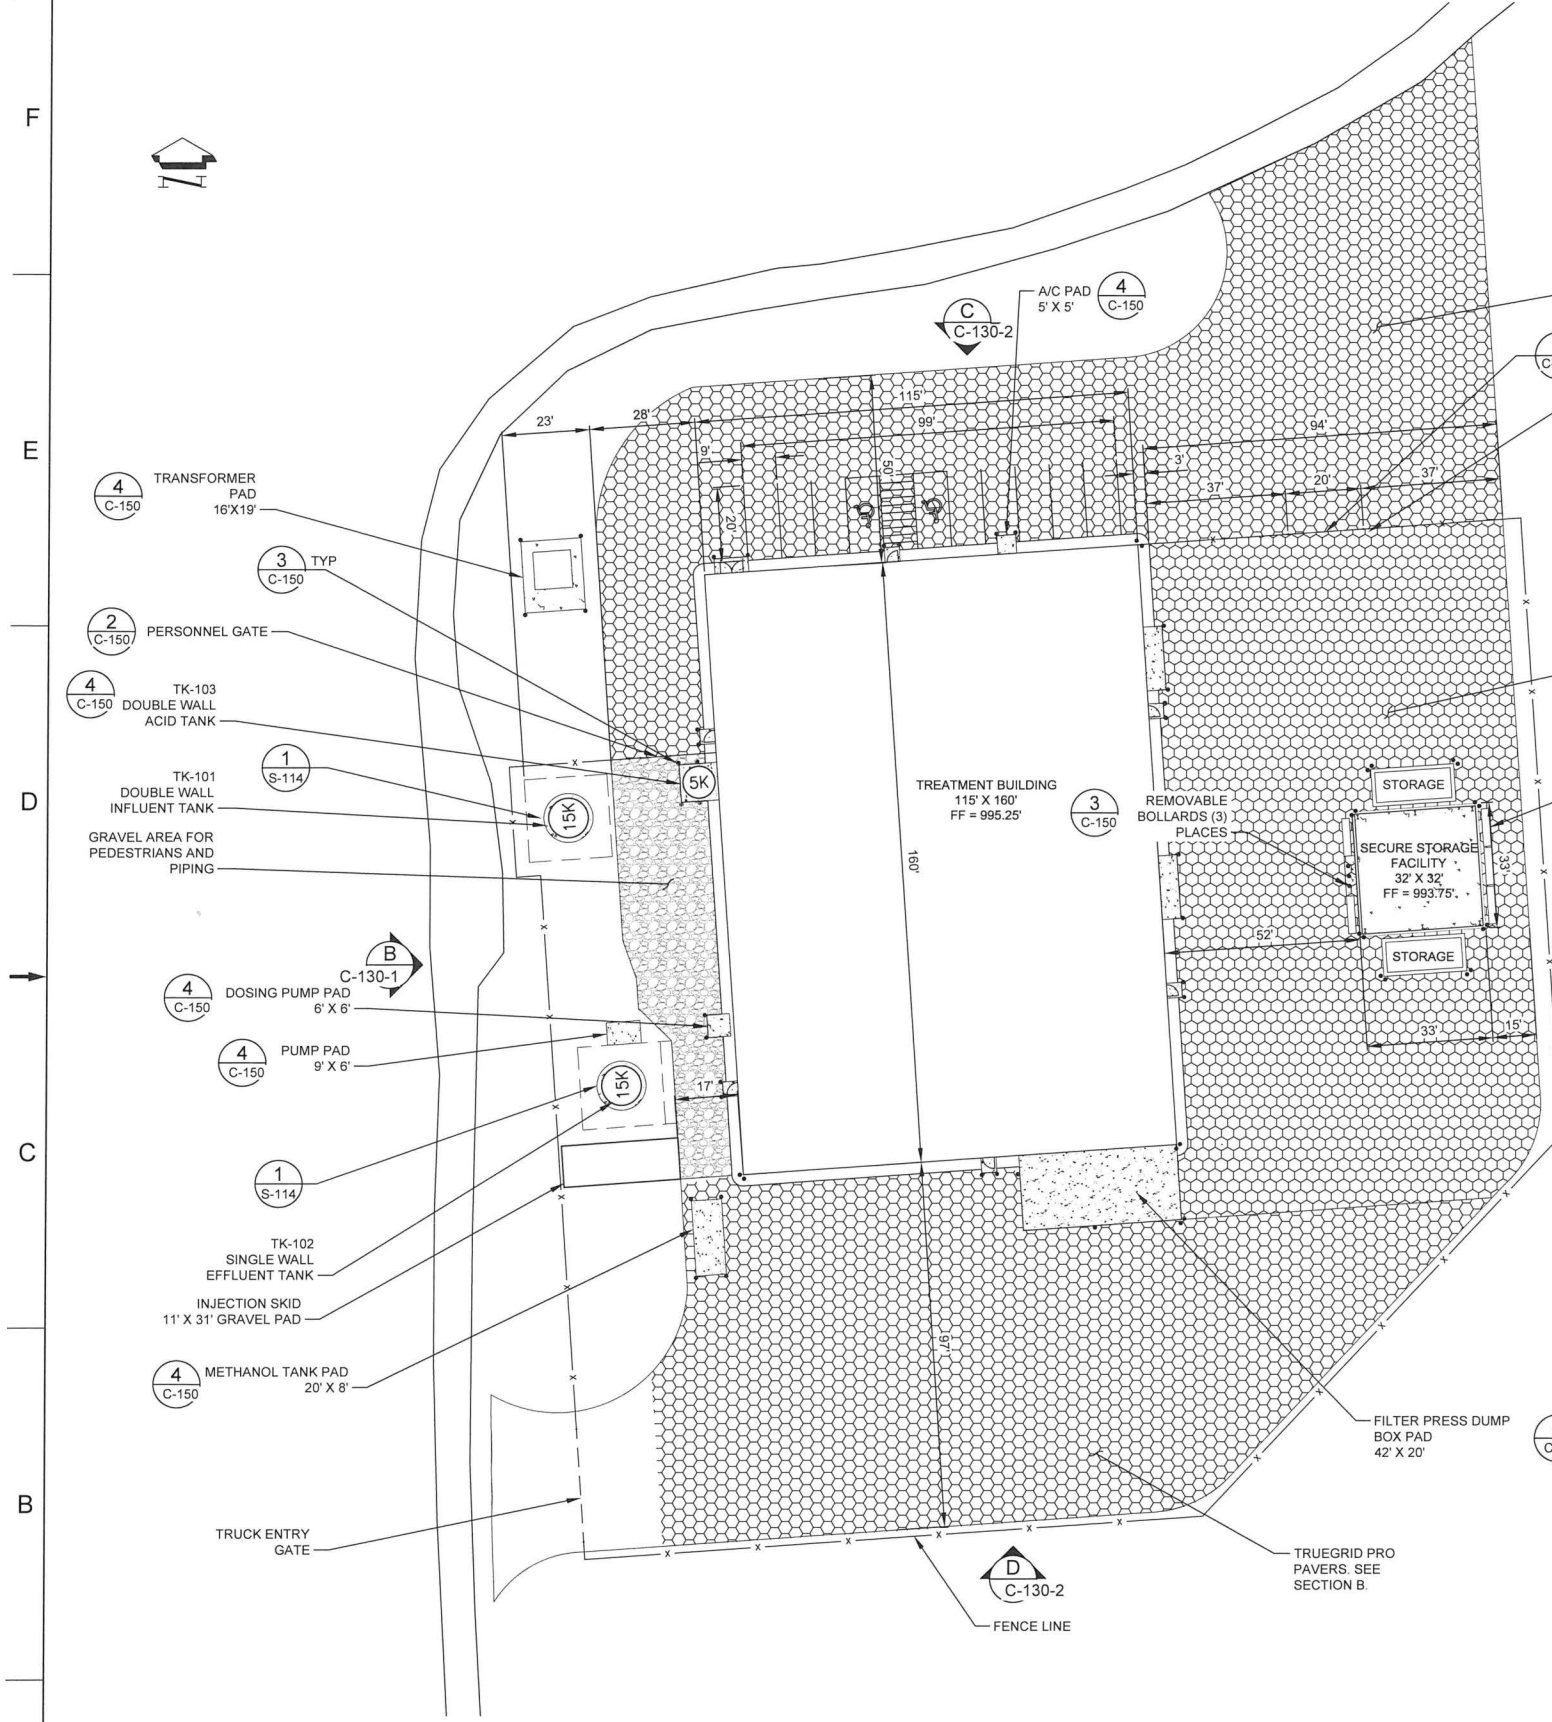 F
E
D
C
B
N
A/C PAD
5' X 5'
4
C-150
C
C-130-2
C-
23'
28'
115'
99'
9'
50'
20'
3'
94'
37'
20'
37'
4
C-150
TRANSFORMER
PAD
16'X19'
3
C-150
TYP
2
C-150
PERSONNEL GATE
4
C-150
TK-103
DOUBLE WALL
ACID TANK
1
S-114
TK-101
DOUBLE WALL
INFLUENT TANK
GRAVEL AREA FOR
PEDESTRIANS AND
PIPING
5K
15K
TREATMENT BUILDING
115' X 160'
FF = 995.25'
160'
3
C-150
REMOVABLE
BOLLARDS (3)
PLACES
STORAGE
SECURE STORAGE
FACILITY
32' X 32'
FF = 993.75'
33'
STORAGE
52'
33'
15'
B
C-130-1
4
C-150
DOSING PUMP PAD
6' X 6'
4
C-150
PUMP PAD
9' X 6'
15K
17'
1
S-114
TK-102
SINGLE WALL
EFFLUENT TANK
INJECTION SKID
11' X 31' GRAVEL PAD
4
C-150
METHANOL TANK PAD
20' X 8'
97'
TRUCK ENTRY
GATE
FILTER PRESS DUMP
BOX PAD
42' X 20'
C
TRUEGRID PRO
PAVERS. SEE
SECTION B.
D
C-130-2
FENCE LINE